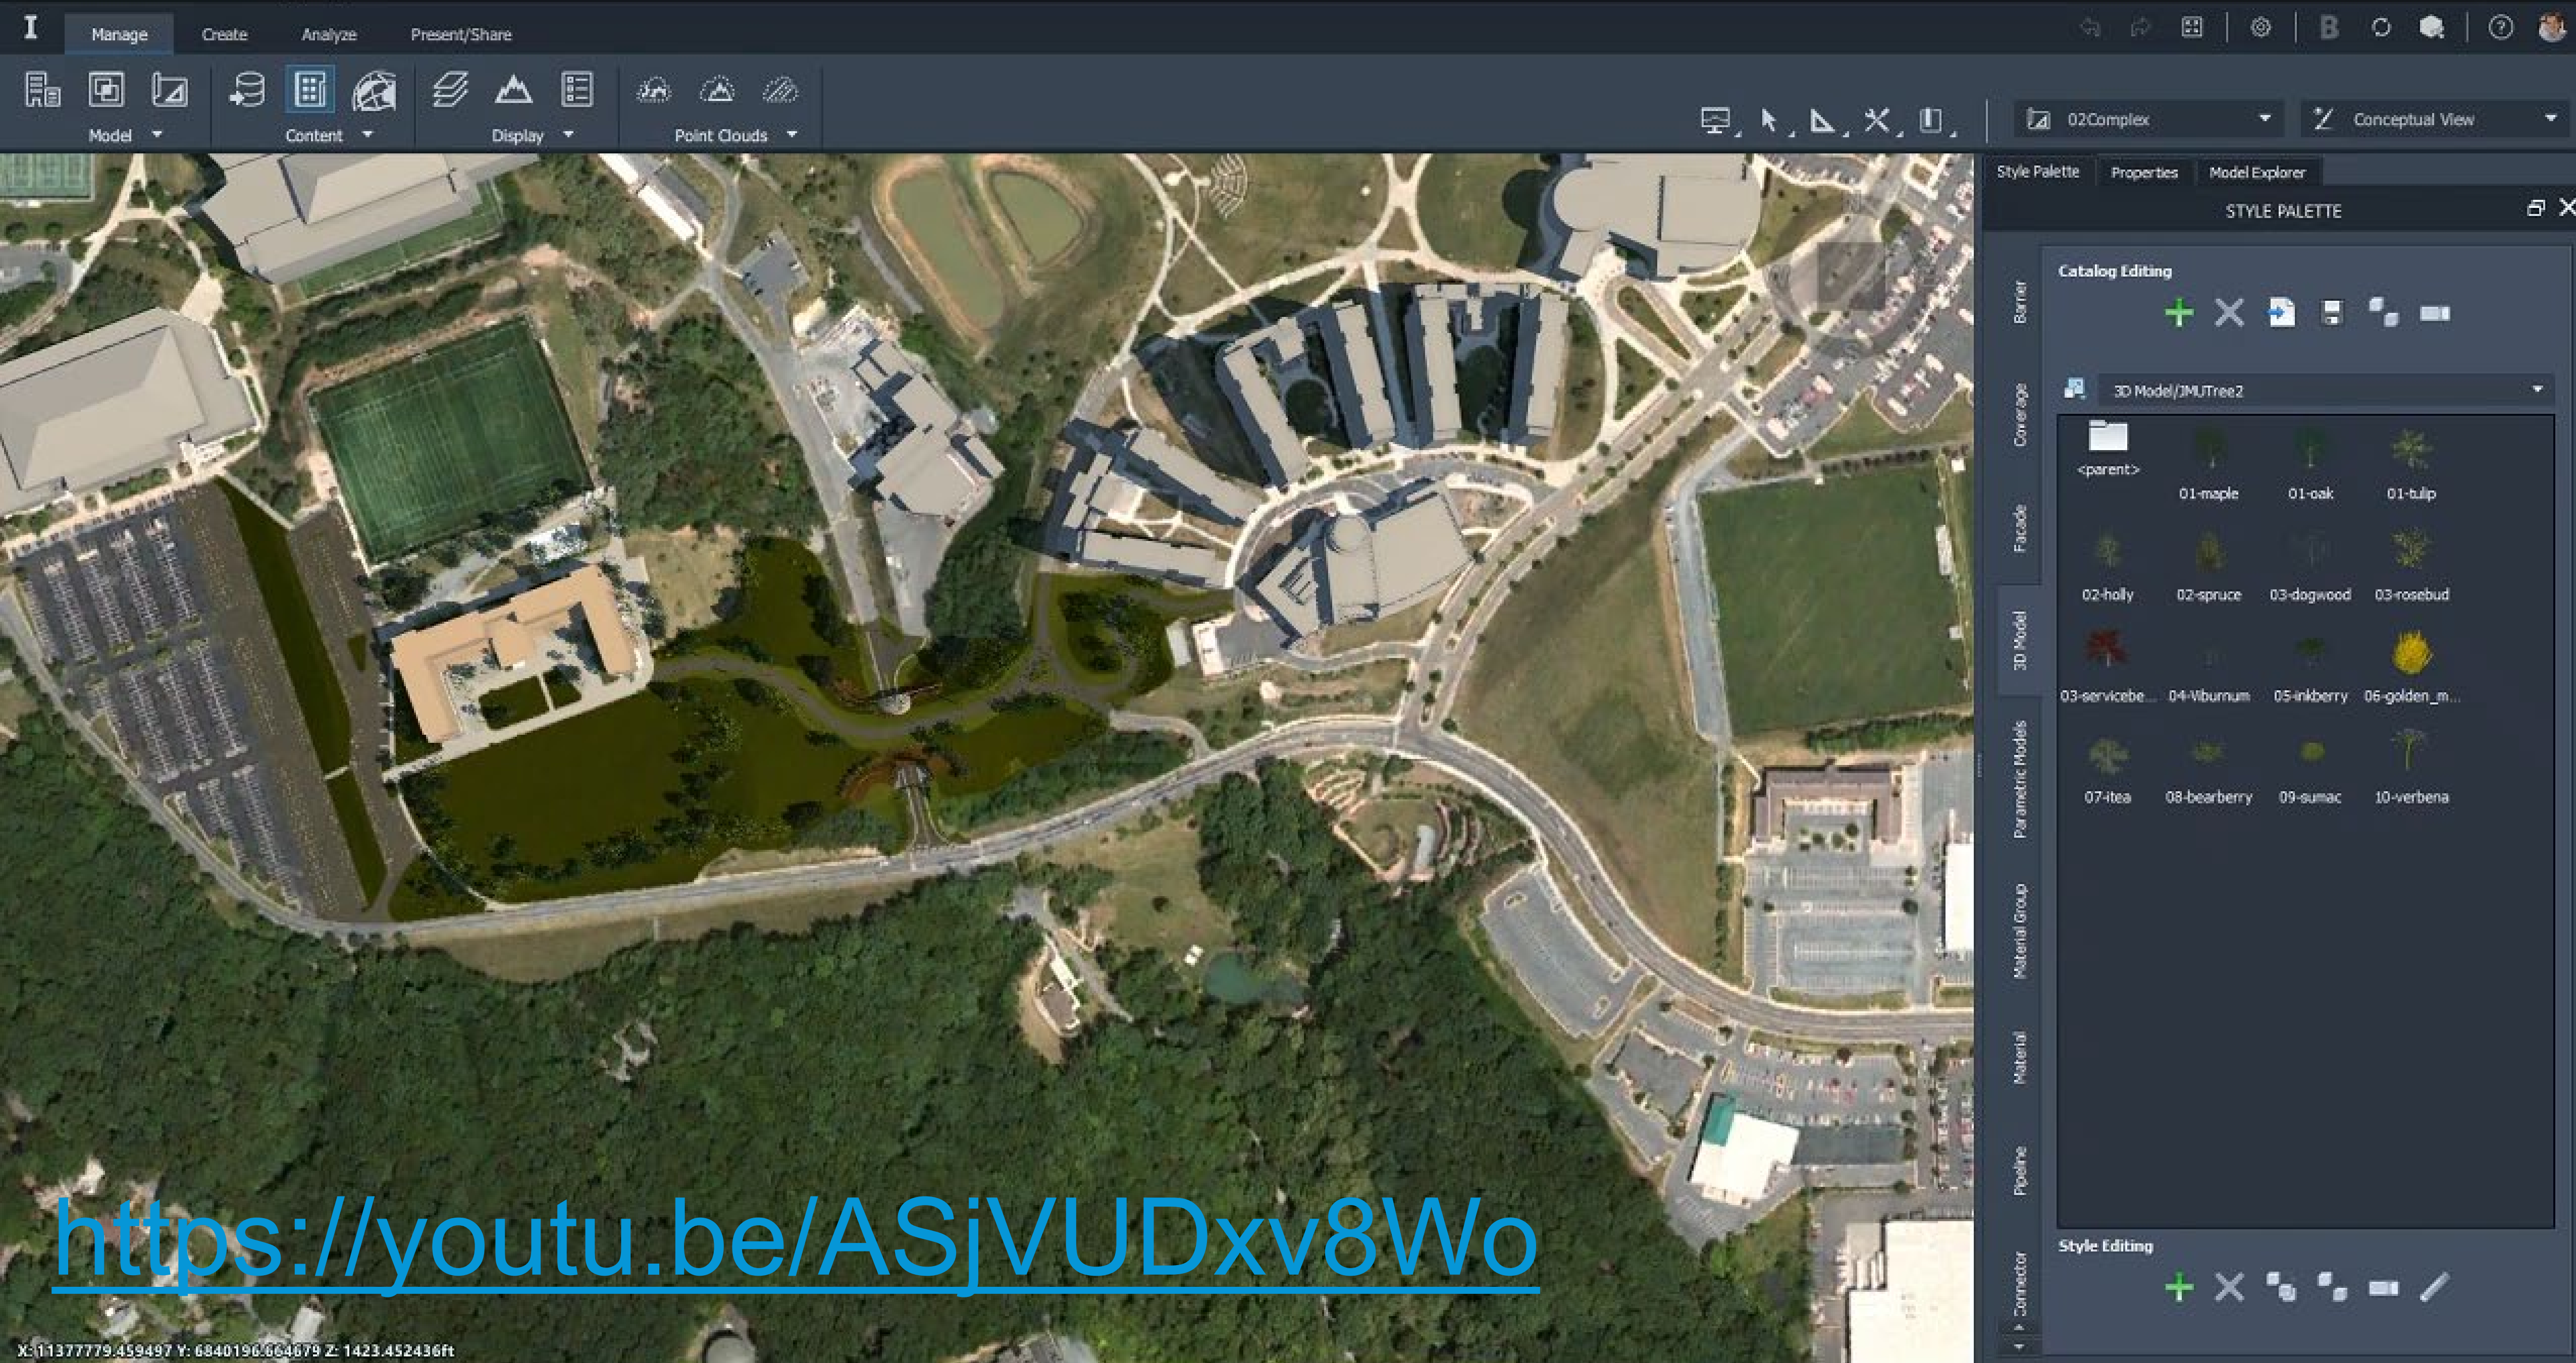 I
Manage
Create
Analyze
Present/Share
B
Model
Content
Display
Point Clouds
02Complex
Conceptual View
Style Palette
Properties
Model Explorer
STYLE PALETTE
Catalog Editing
3D Model/JMUTree2
<parent>
01-maple
01-oak
01-tulip
02-holly
02-spruce
03-dogwood
03-rosebud
03-servicebe...
04-Viburnum
05-inkberry
06-golden_m...
07-itea
08-bearberry
09-sumac
10-verbena
Style Editing
Barrier
Coverage
Facade
3D Model
Parametric Models
Material Group
Material
Pipeline
Connector
https://youtu.be/ASjVUDxv8Wo
X: 11377779.459497 Y: 6840196.664679 Z: 1423.452436ft